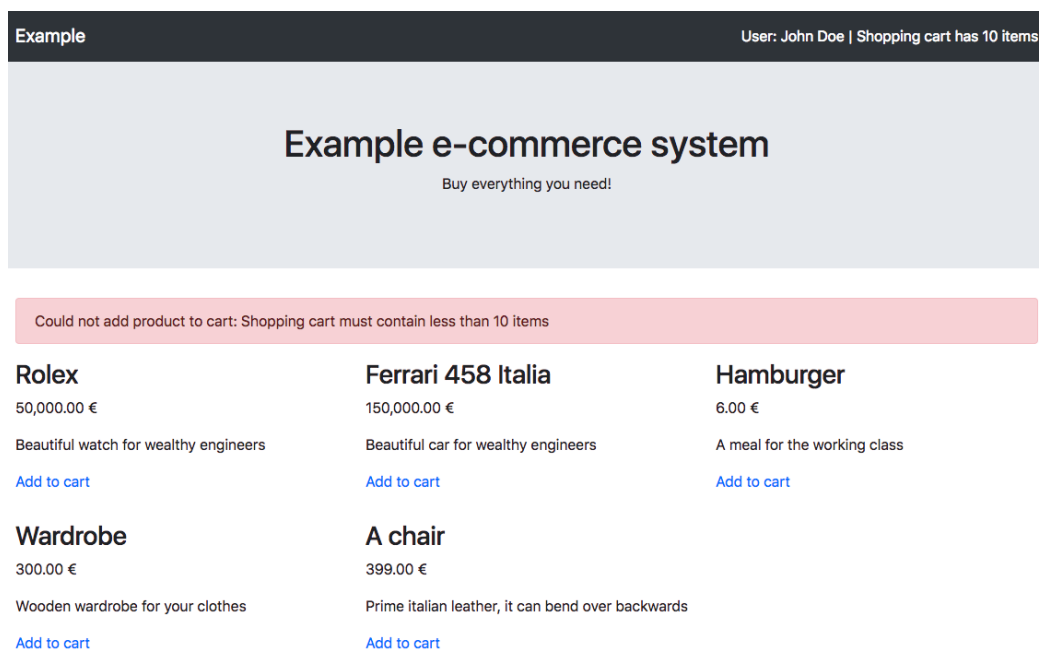 Example
User: John Doe | Shopping cart has 10 items
Example e-commerce system
Buy everything you need!
Could not add product to cart: Shopping cart must contain less than 10 items
Rolex
50,000.00 €
Beautiful watch for wealthy engineers
Add to cart
Ferrari 458 Italia
150,000.00 €
Beautiful car for wealthy engineers
Add to cart
Hamburger
6.00 €
A meal for the working class
Add to cart
Wardrobe
300.00 €
Wooden wardrobe for your clothes
Add to cart
A chair
399.00 €
Prime italian leather, it can bend over backwards
Add to cart